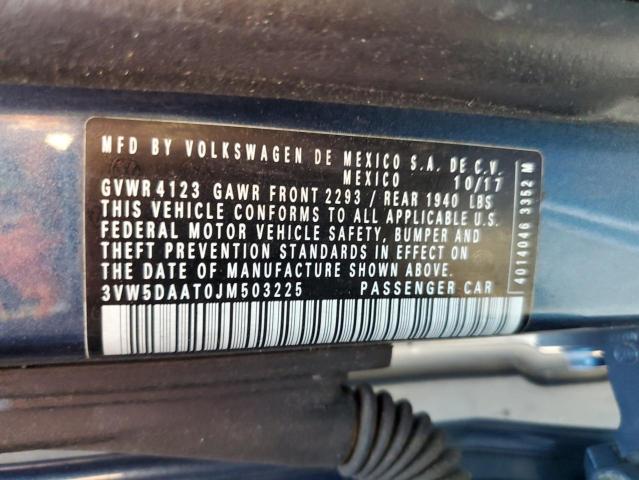 MFD BY VOLKSWAGEN DE MEXICO S.A. DE C.V.
MEXICO 10/17
GVWR 4123 GAWR FRONT 2293 / REAR 1940 LBS
THIS VEHICLE CONFORMS TO ALL APPLICABLE U.S.
FEDERAL MOTOR VEHICLE SAFETY, BUMPER AND
THEFT PREVENTION STANDARDS IN EFFECT ON
THE DATE OF MANUFACTURE SHOWN ABOVE.
3VW5DAAT0JM503225 PASSENGER CAR
4014046 3352 M